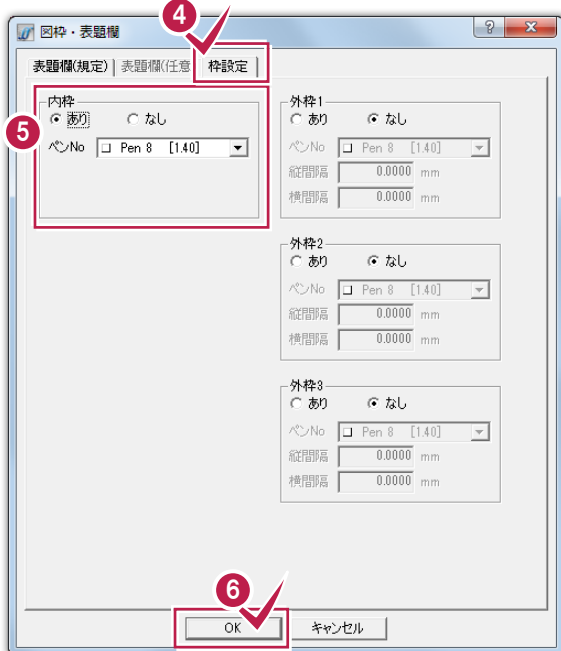 4
図枠・表題欄
表題欄(規定) 表題欄(任意 枠設定
5
内枠
あり なし
ペンNo Pen 8 [1.40]
外枠1
あり なし
ペンNo Pen 8 [1.40]
縦間隔 0.0000 mm
横間隔 0.0000 mm
外枠2
あり なし
ペンNo Pen 8 [1.40]
縦間隔 0.0000 mm
横間隔 0.0000 mm
外枠3
あり なし
ペンNo Pen 8 [1.40]
縦間隔 0.0000 mm
横間隔 0.0000 mm
6
OK キャンセル